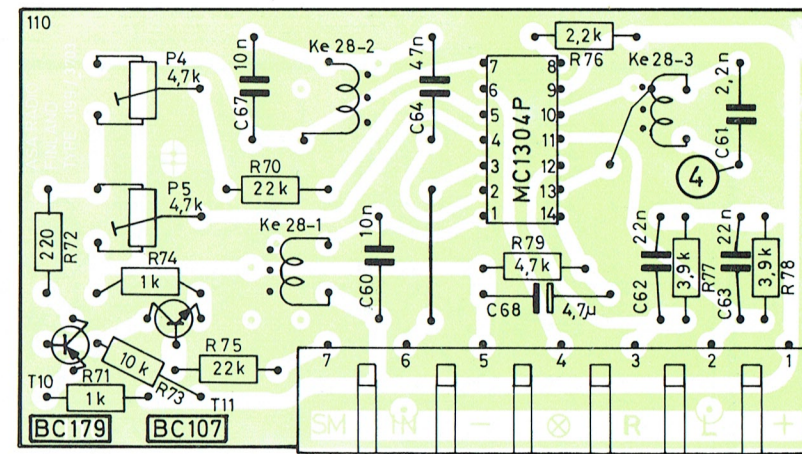 110
P4
4,7k
10n
C67
Ke 28-2
47n
C64
7 8
6 9
5 10
4 11
3 12
2 13
1 14
MC1304P
2,2k
R76
Ke 28-3
2,2n
C61
4
R70
22k
P5
4,7k
220
R72
R74
1k
Ke 28-1
10n
C60
R79
4,7k
C68
4,7µ
22n
C62
3,9k
R77
22n
C63
3,9k
R78
T10
R71
1k
10k
R73
R75
22k
T11
BC179
BC107
7 6 5 4 3 2 1
SM IN − ⊗ R L +